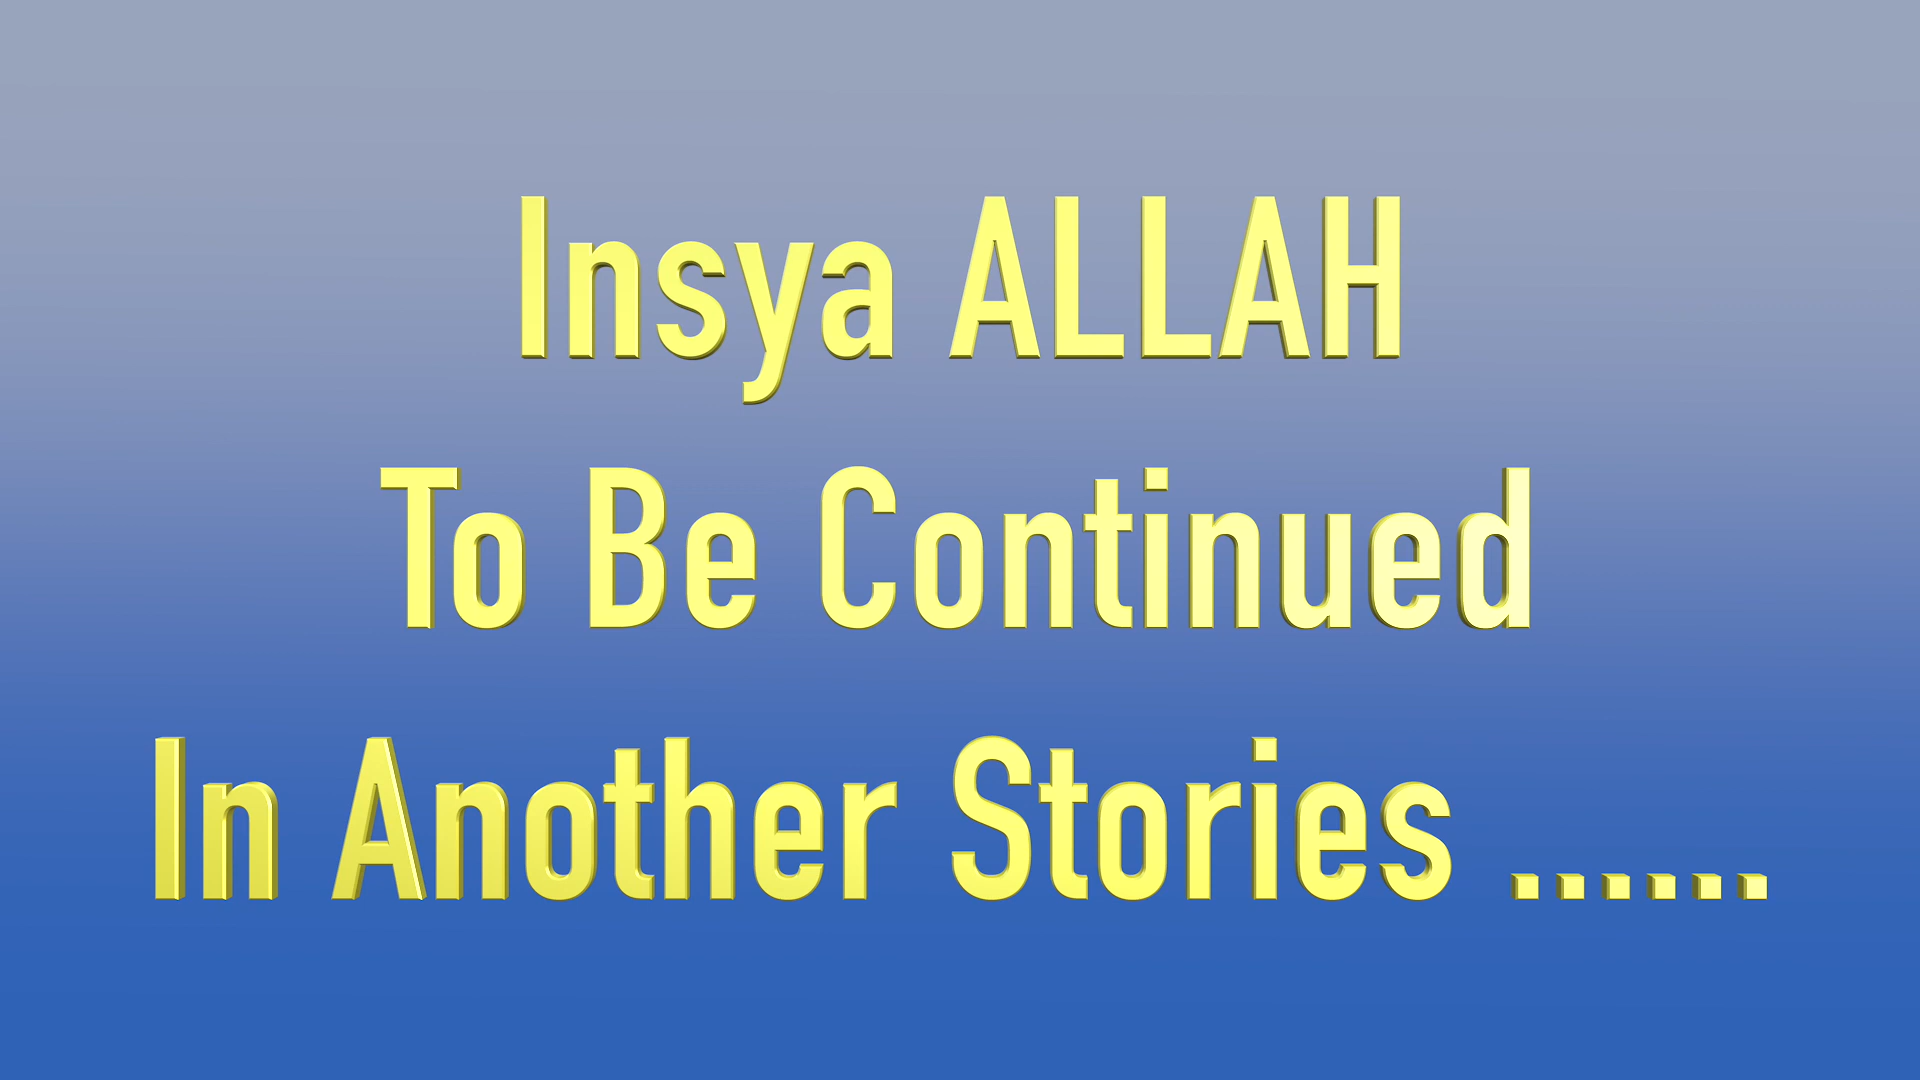 Insya ALLAH
To Be Continued
In Another Stories ......